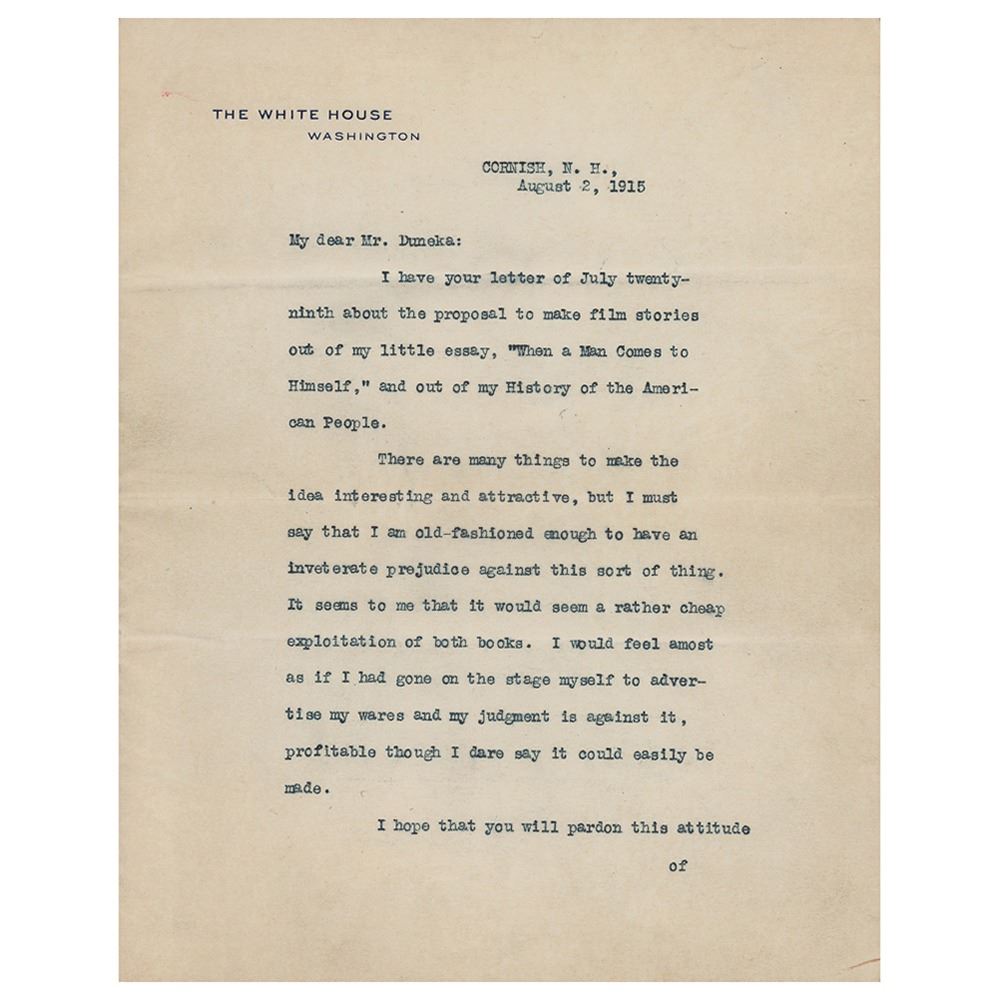 THE WHITE HOUSE
WASHINGTON
CORNISH, N. H.,
August 2, 1915
My dear Mr. Duneka:
I have your letter of July twenty-
ninth about the proposal to make film stories
out of my little essay, "When a Man Comes to
Himself," and out of my History of the Ameri-
can People.
There are many things to make the
idea interesting and attractive, but I must
say that I am old-fashioned enough to have an
inveterate prejudice against this sort of thing.
It seems to me that it would seem a rather cheap
exploitation of both books. I would feel amost
as if I had gone on the stage myself to adver-
tise my wares and my judgment is against it,
profitable though I dare say it could easily be
made.
I hope that you will pardon this attitude
of